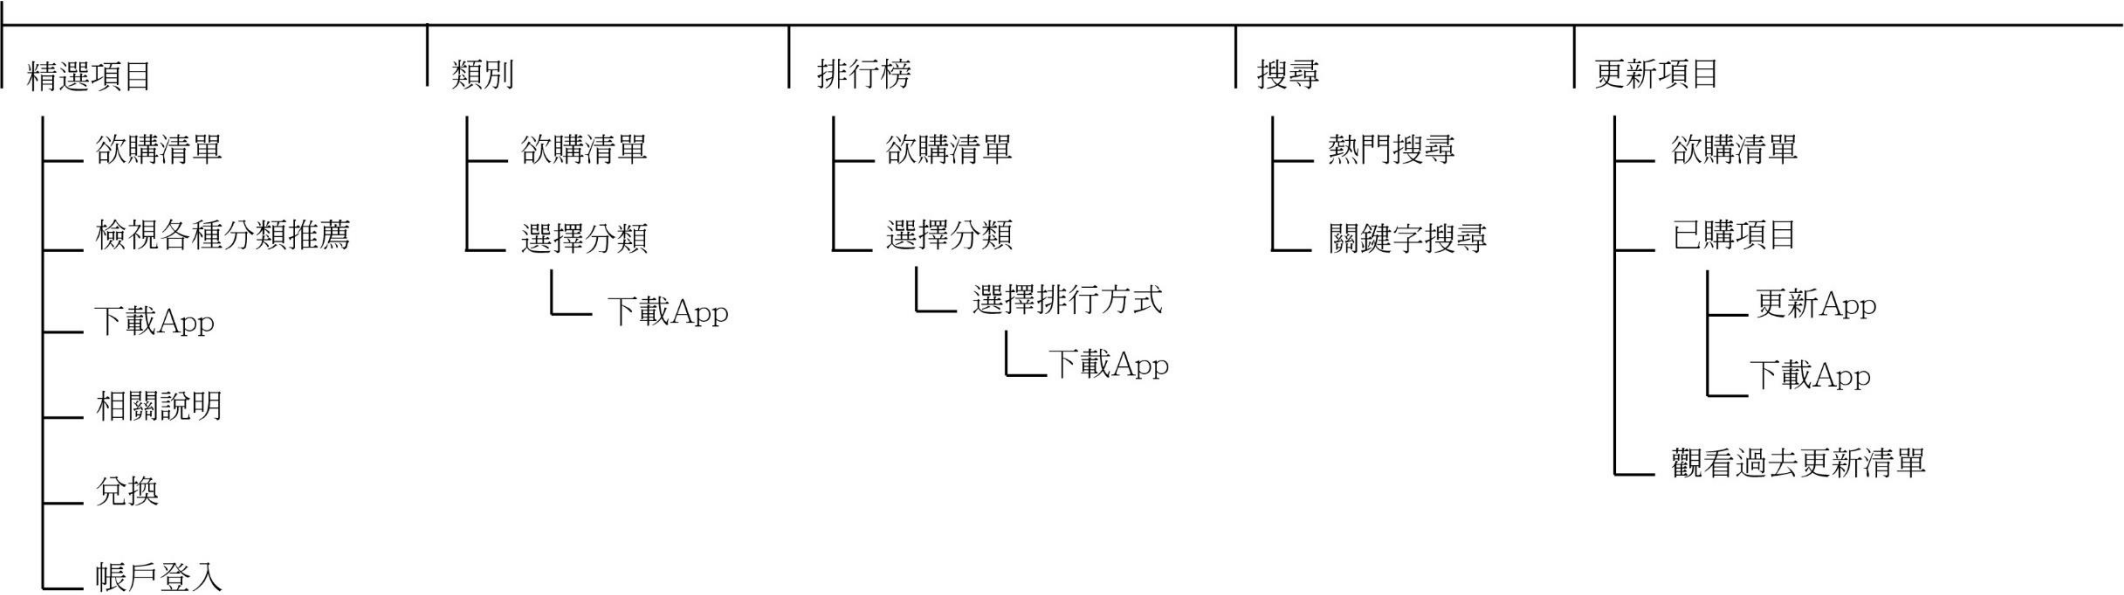 精選項目
欲購清單
檢視各種分類推薦
下載App
相關說明
兌換
帳戶登入
類別
欲購清單
選擇分類
下載App
排行榜
欲購清單
選擇分類
選擇排行方式
下載App
搜尋
熱門搜尋
關鍵字搜尋
更新項目
欲購清單
已購項目
更新App
下載App
觀看過去更新清單